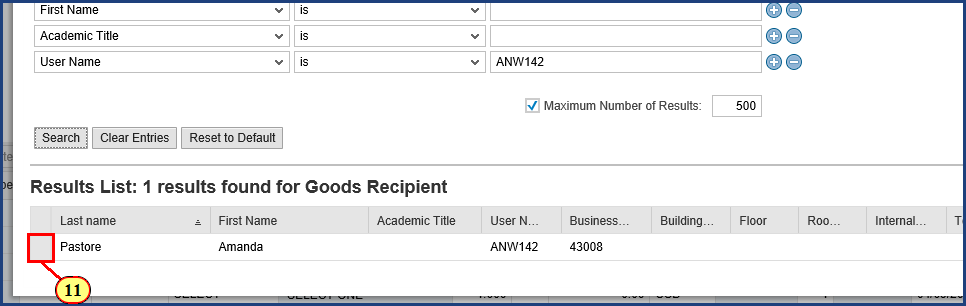 First Name is
Academic Title is
User Name is ANW142
Maximum Number of Results: 500
Search Clear Entries Reset to Default
Results List: 1 results found for Goods Recipient
Last name First Name Academic Title User N... Business... Building... Floor Roo... Internal...
Pastore Amanda ANW142 43008
11